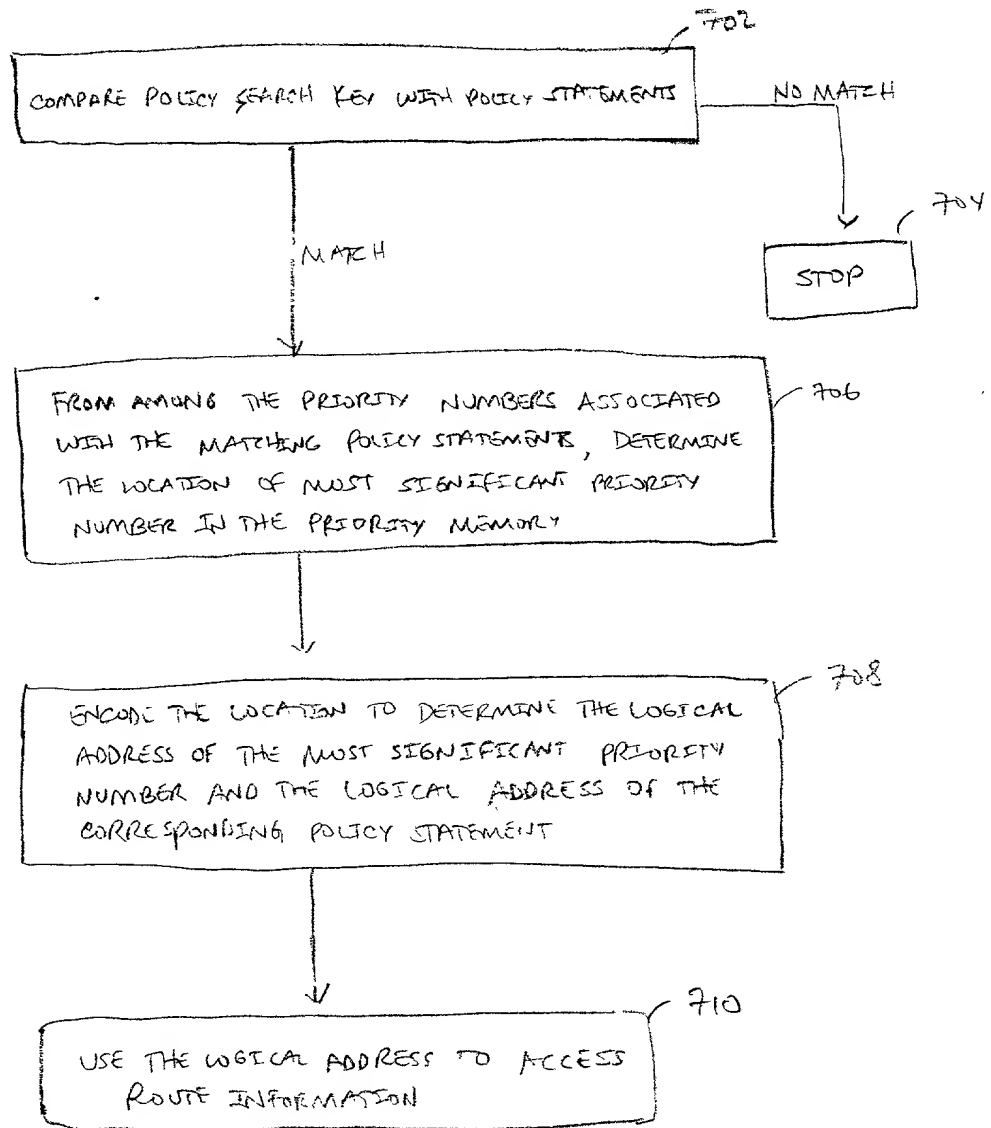 702
COMPARE POLICY SEARCH KEY WITH POLICY STATEMENTS
NO MATCH
704
STOP
MATCH
706
FROM AMONG THE PRIORITY NUMBERS ASSOCIATED
WITH THE MATCHING POLICY STATEMENTS, DETERMINE
THE LOCATION OF MOST SIGNIFICANT PRIORITY
NUMBER IN THE PRIORITY MEMORY
708
ENCODE THE LOCATION TO DETERMINE THE LOGICAL
ADDRESS OF THE MOST SIGNIFICANT PRIORITY
NUMBER AND THE LOGICAL ADDRESS OF THE
CORRESPONDING POLICY STATEMENT
710
USE THE LOGICAL ADDRESS TO ACCESS
ROUTE INFORMATION